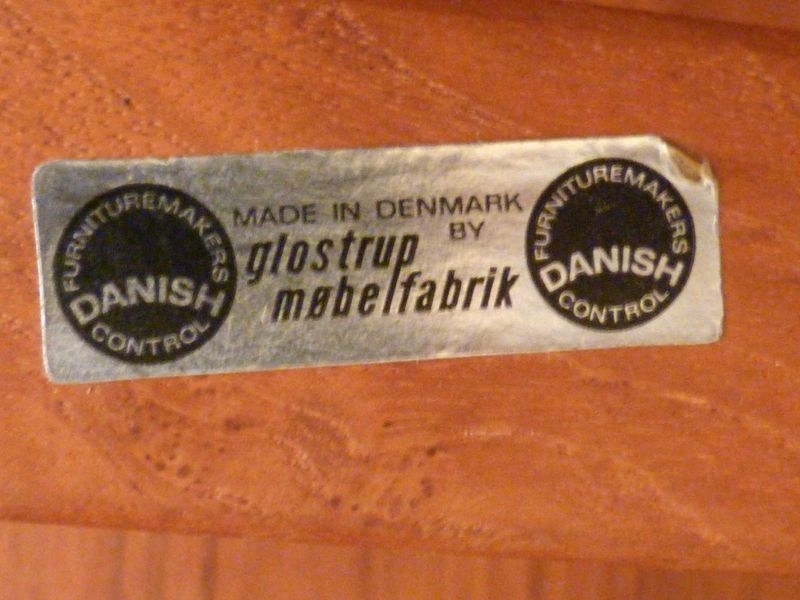 FURNITUREMAKERS
DANISH
CONTROL
MADE IN DENMARK
BY
glostrup
møbelfabrik
FURNITUREMAKERS
DANISH
CONTROL